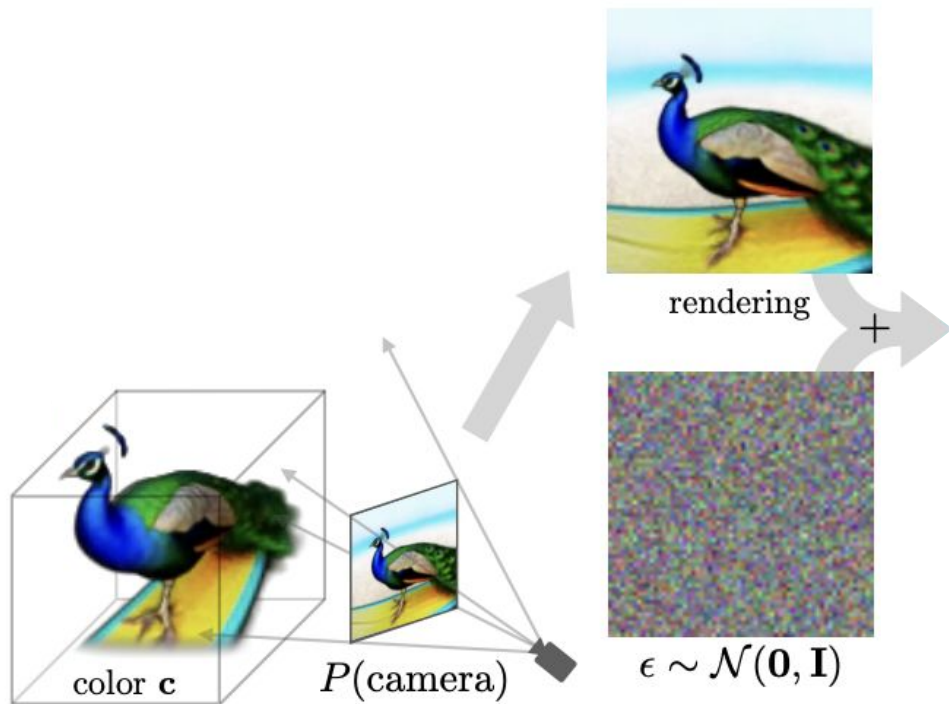 rendering
+
color c
P(camera)
ϵ ∼ 𝒩(0, I)